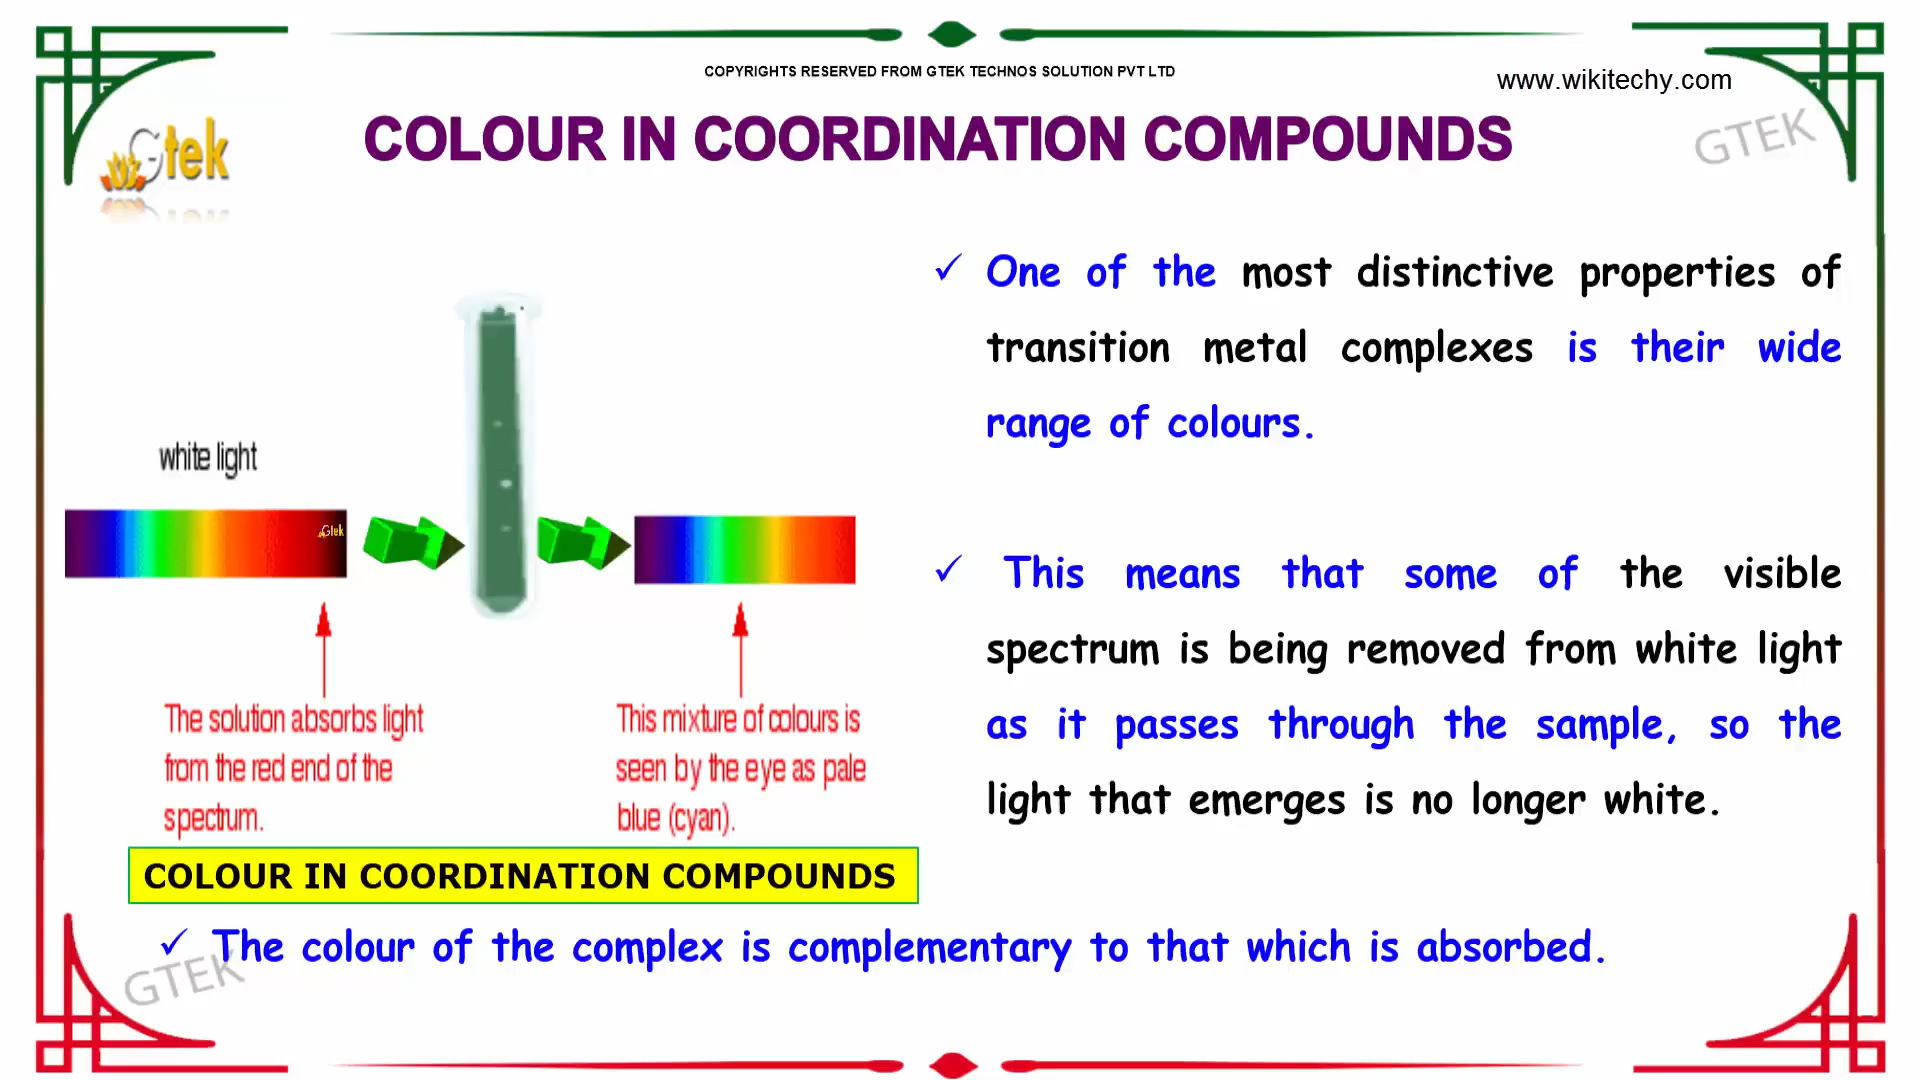 COPYRIGHTS RESERVED FROM GTEK TECHNOS SOLUTION PVT LTD
www.wikitechy.com
Gtek
COLOUR IN COORDINATION COMPOUNDS
GTEK
✓ One of the most distinctive properties of
transition metal complexes is their wide
range of colours.
✓ This means that some of the visible
spectrum is being removed from white light
as it passes through the sample, so the
light that emerges is no longer white.
white light
Gtek
The solution absorbs light
from the red end of the
spectrum.
This mixture of colours is
seen by the eye as pale
blue (cyan).
COLOUR IN COORDINATION COMPOUNDS
✓ The colour of the complex is complementary to that which is absorbed.
GTEK